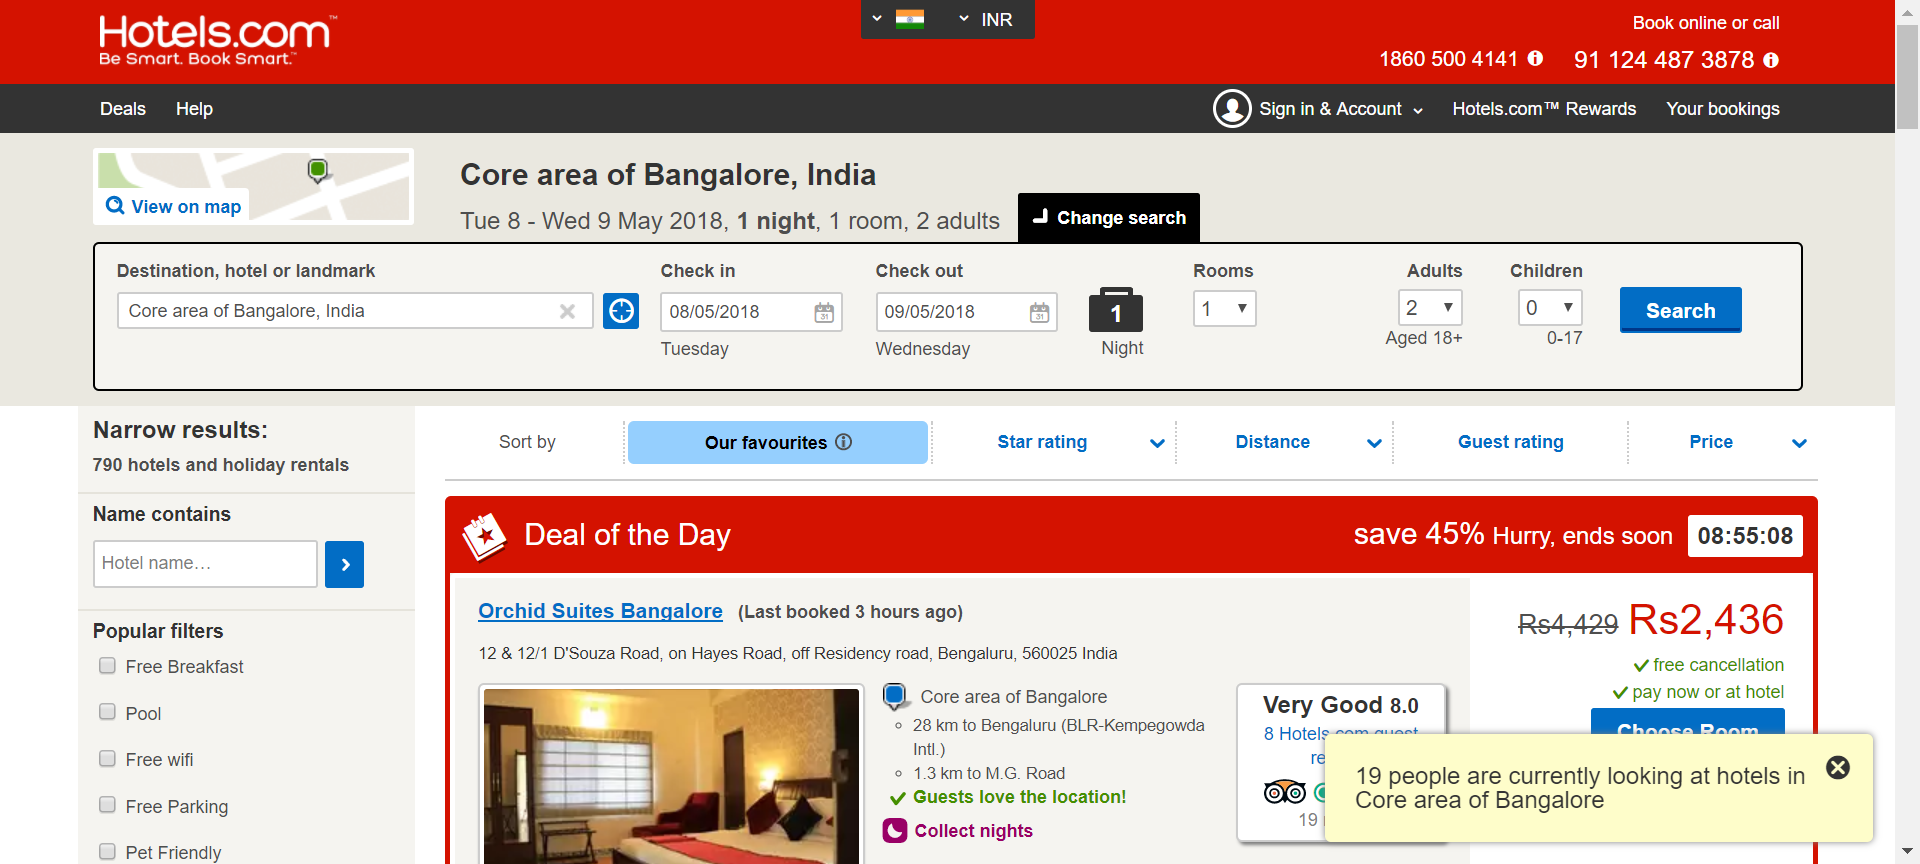 Hotels.com™
Be Smart. Book Smart.™
INR
Book online or call
1860 500 4141
91 124 487 3878
Deals
Help
Sign in & Account
Hotels.com™ Rewards
Your bookings
View on map
Core area of Bangalore, India
Tue 8 - Wed 9 May 2018, 1 night, 1 room, 2 adults
Change search
Destination, hotel or landmark
Check in
Check out
Rooms
Adults
Children
Core area of Bangalore, India
08/05/2018
31
09/05/2018
31
1
1
2
0
Search
Tuesday
Wednesday
Night
Aged 18+
0-17
Narrow results:
790 hotels and holiday rentals
Name contains
Hotel name…
Popular filters
Free Breakfast
Pool
Free wifi
Free Parking
Pet Friendly
Sort by
Our favourites
Star rating
Distance
Guest rating
Price
Deal of the Day
save 45% Hurry, ends soon
08:55:08
Orchid Suites Bangalore (Last booked 3 hours ago)
12 & 12/1 D'Souza Road, on Hayes Road, off Residency road, Bengaluru, 560025 India
Core area of Bangalore
28 km to Bengaluru (BLR-Kempegowda
Intl.)
1.3 km to M.G. Road
Guests love the location!
Collect nights
Very Good 8.0
8 Hotels.com guest
re
19
Rs4,429 Rs2,436
free cancellation
pay now or at hotel
Choose Room
19 people are currently looking at hotels in
Core area of Bangalore